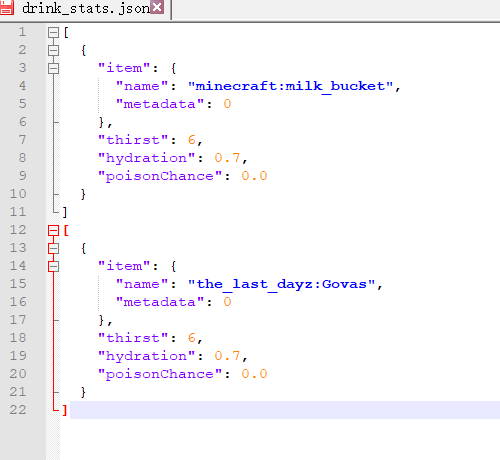 drink_stats.json
1 [
2   {
3     "item": {
4       "name": "minecraft:milk_bucket",
5       "metadata": 0
6     },
7     "thirst": 6,
8     "hydration": 0.7,
9     "poisonChance": 0.0
10   }
11 ]
12 [
13   {
14     "item": {
15       "name": "the_last_dayz:Govas",
16       "metadata": 0
17     },
18     "thirst": 6,
19     "hydration": 0.7,
20     "poisonChance": 0.0
21   }
22 ]